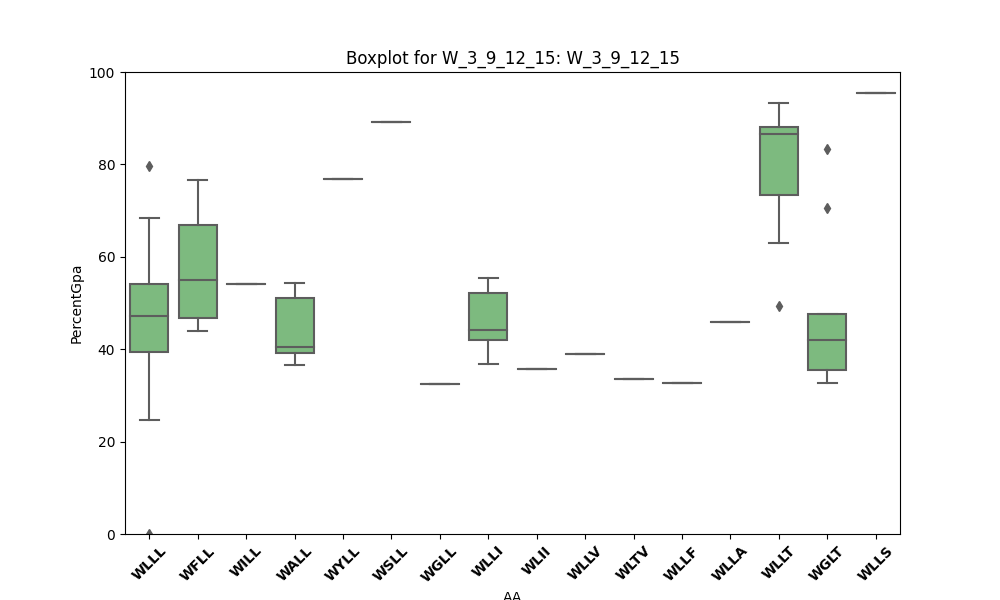 Boxplot for W_3_9_12_15: W_3_9_12_15
PercentGpa
100
80
60
40
20
0
WLLL WFLL WILL WALL WYLL WSLL WGLL WLLI WLII WLLV WLTV WLLF WLLA WLLT WGLT WLLS
AA